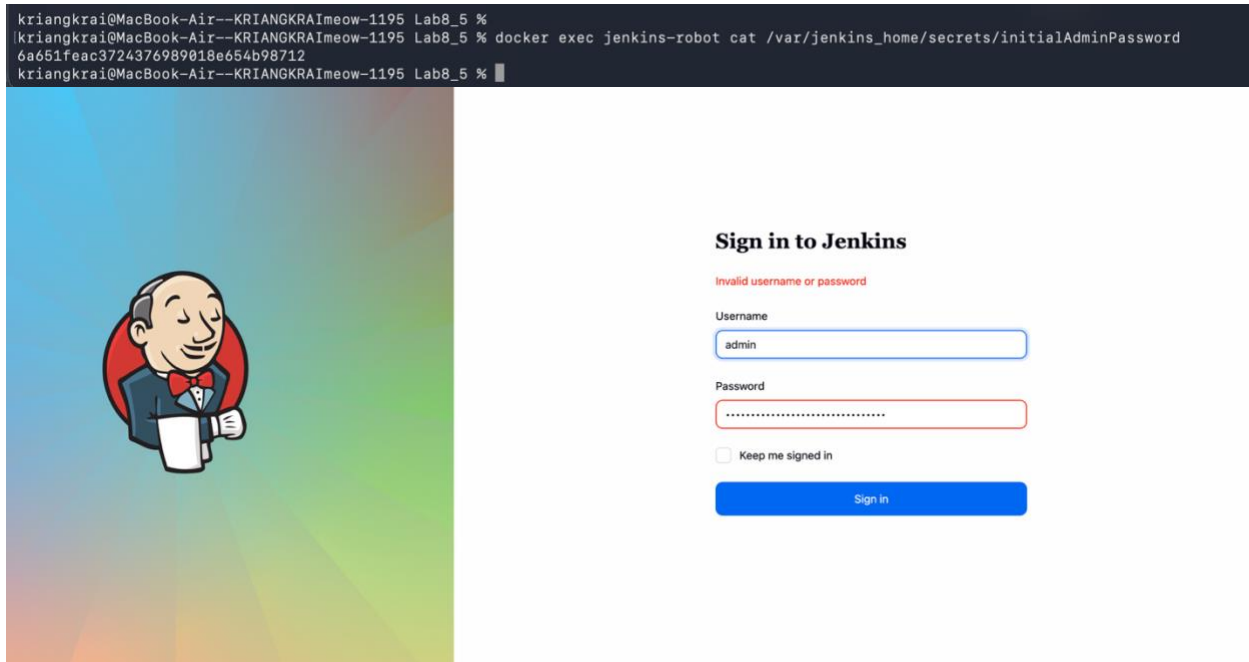 kriangkrai@MacBook-Air--KRIANGKRAImeow-1195 Lab8_5 %
[kriangkrai@MacBook-Air--KRIANGKRAImeow-1195 Lab8_5 % docker exec jenkins-robot cat /var/jenkins_home/secrets/initialAdminPassword
6a651feac3724376989018e654b98712
kriangkrai@MacBook-Air--KRIANGKRAImeow-1195 Lab8_5 %
Sign in to Jenkins
Invalid username or password
Username
admin
Password
................................
Keep me signed in
Sign in